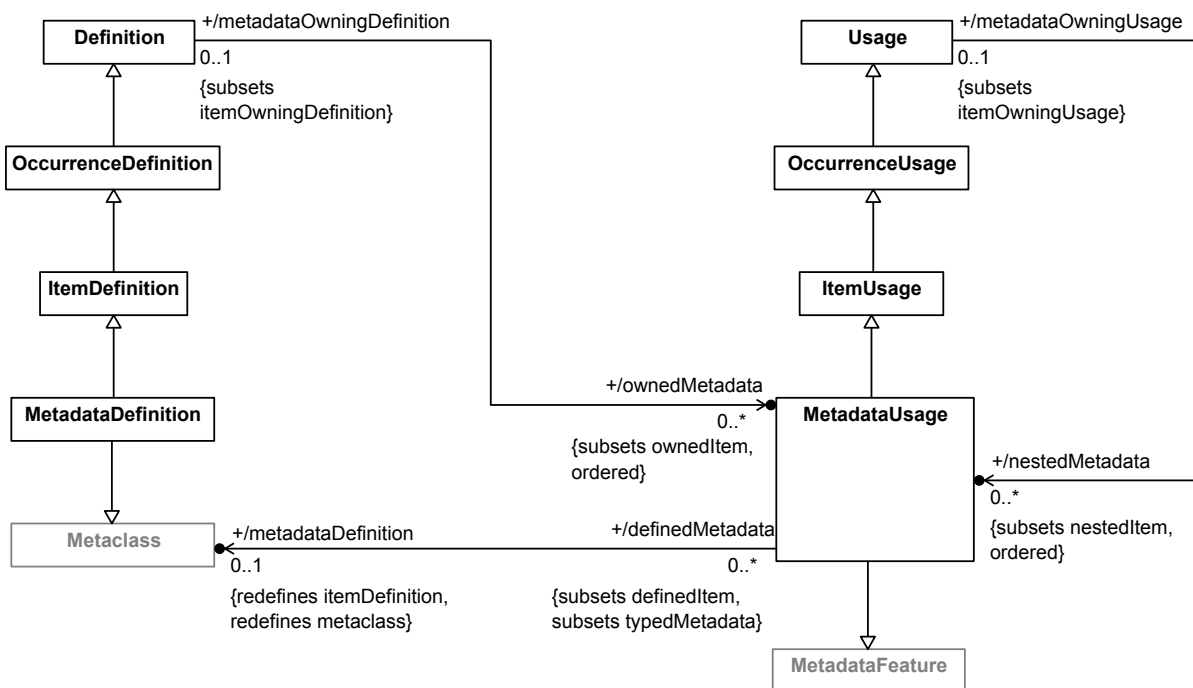 +/metadataOwningDefinition
+/metadataOwningUsage
Definition
Usage
0..1
0..1
{subsets
itemOwningDefinition}
{subsets
itemOwningUsage}
OccurrenceDefinition
OccurrenceUsage
ItemDefinition
ItemUsage
+/ownedMetadata
MetadataDefinition
MetadataUsage
0..*
{subsets ownedItem,
ordered}
+/nestedMetadata
0..*
{subsets nestedItem,
ordered}
Metaclass
+/metadataDefinition
+/definedMetadata
0..1
0..*
{redefines itemDefinition,
redefines metaclass}
{subsets definedItem,
subsets typedMetadata}
MetadataFeature